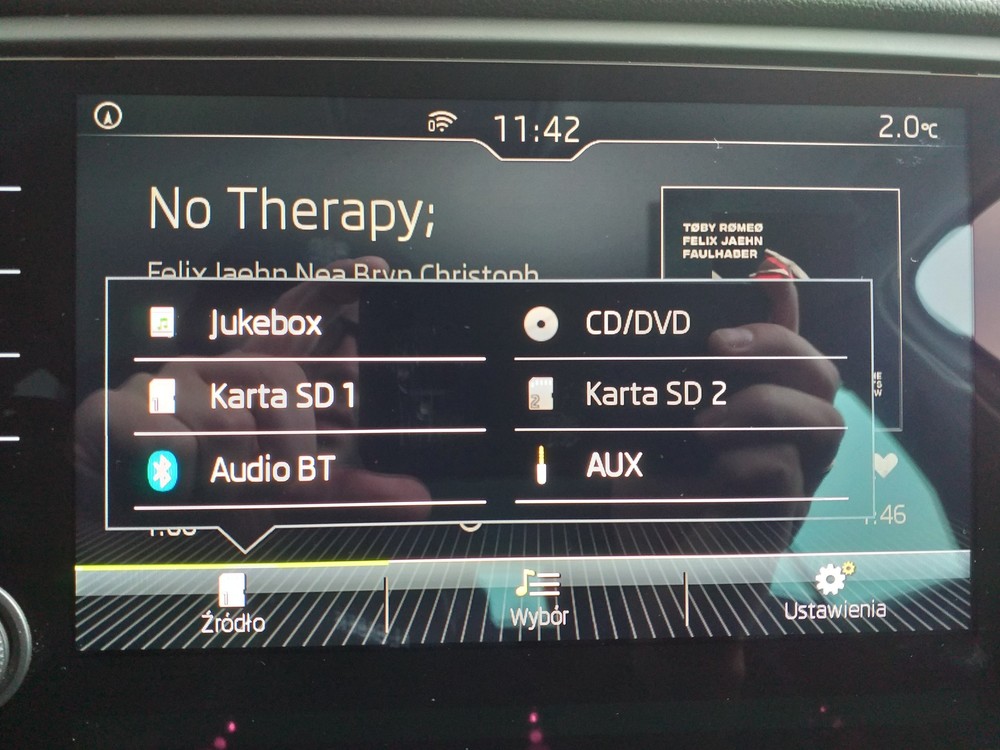 11:42
2.0°C
No Therapy;
Felix Jaehn Nea Bryn Christoph
TØBY RØMEØ
FELIX JAEHN
FAULHABER
Jukebox
CD/DVD
Karta SD 1
Karta SD 2
Audio BT
AUX
:46
Źródło
Wybór
Ustawienia